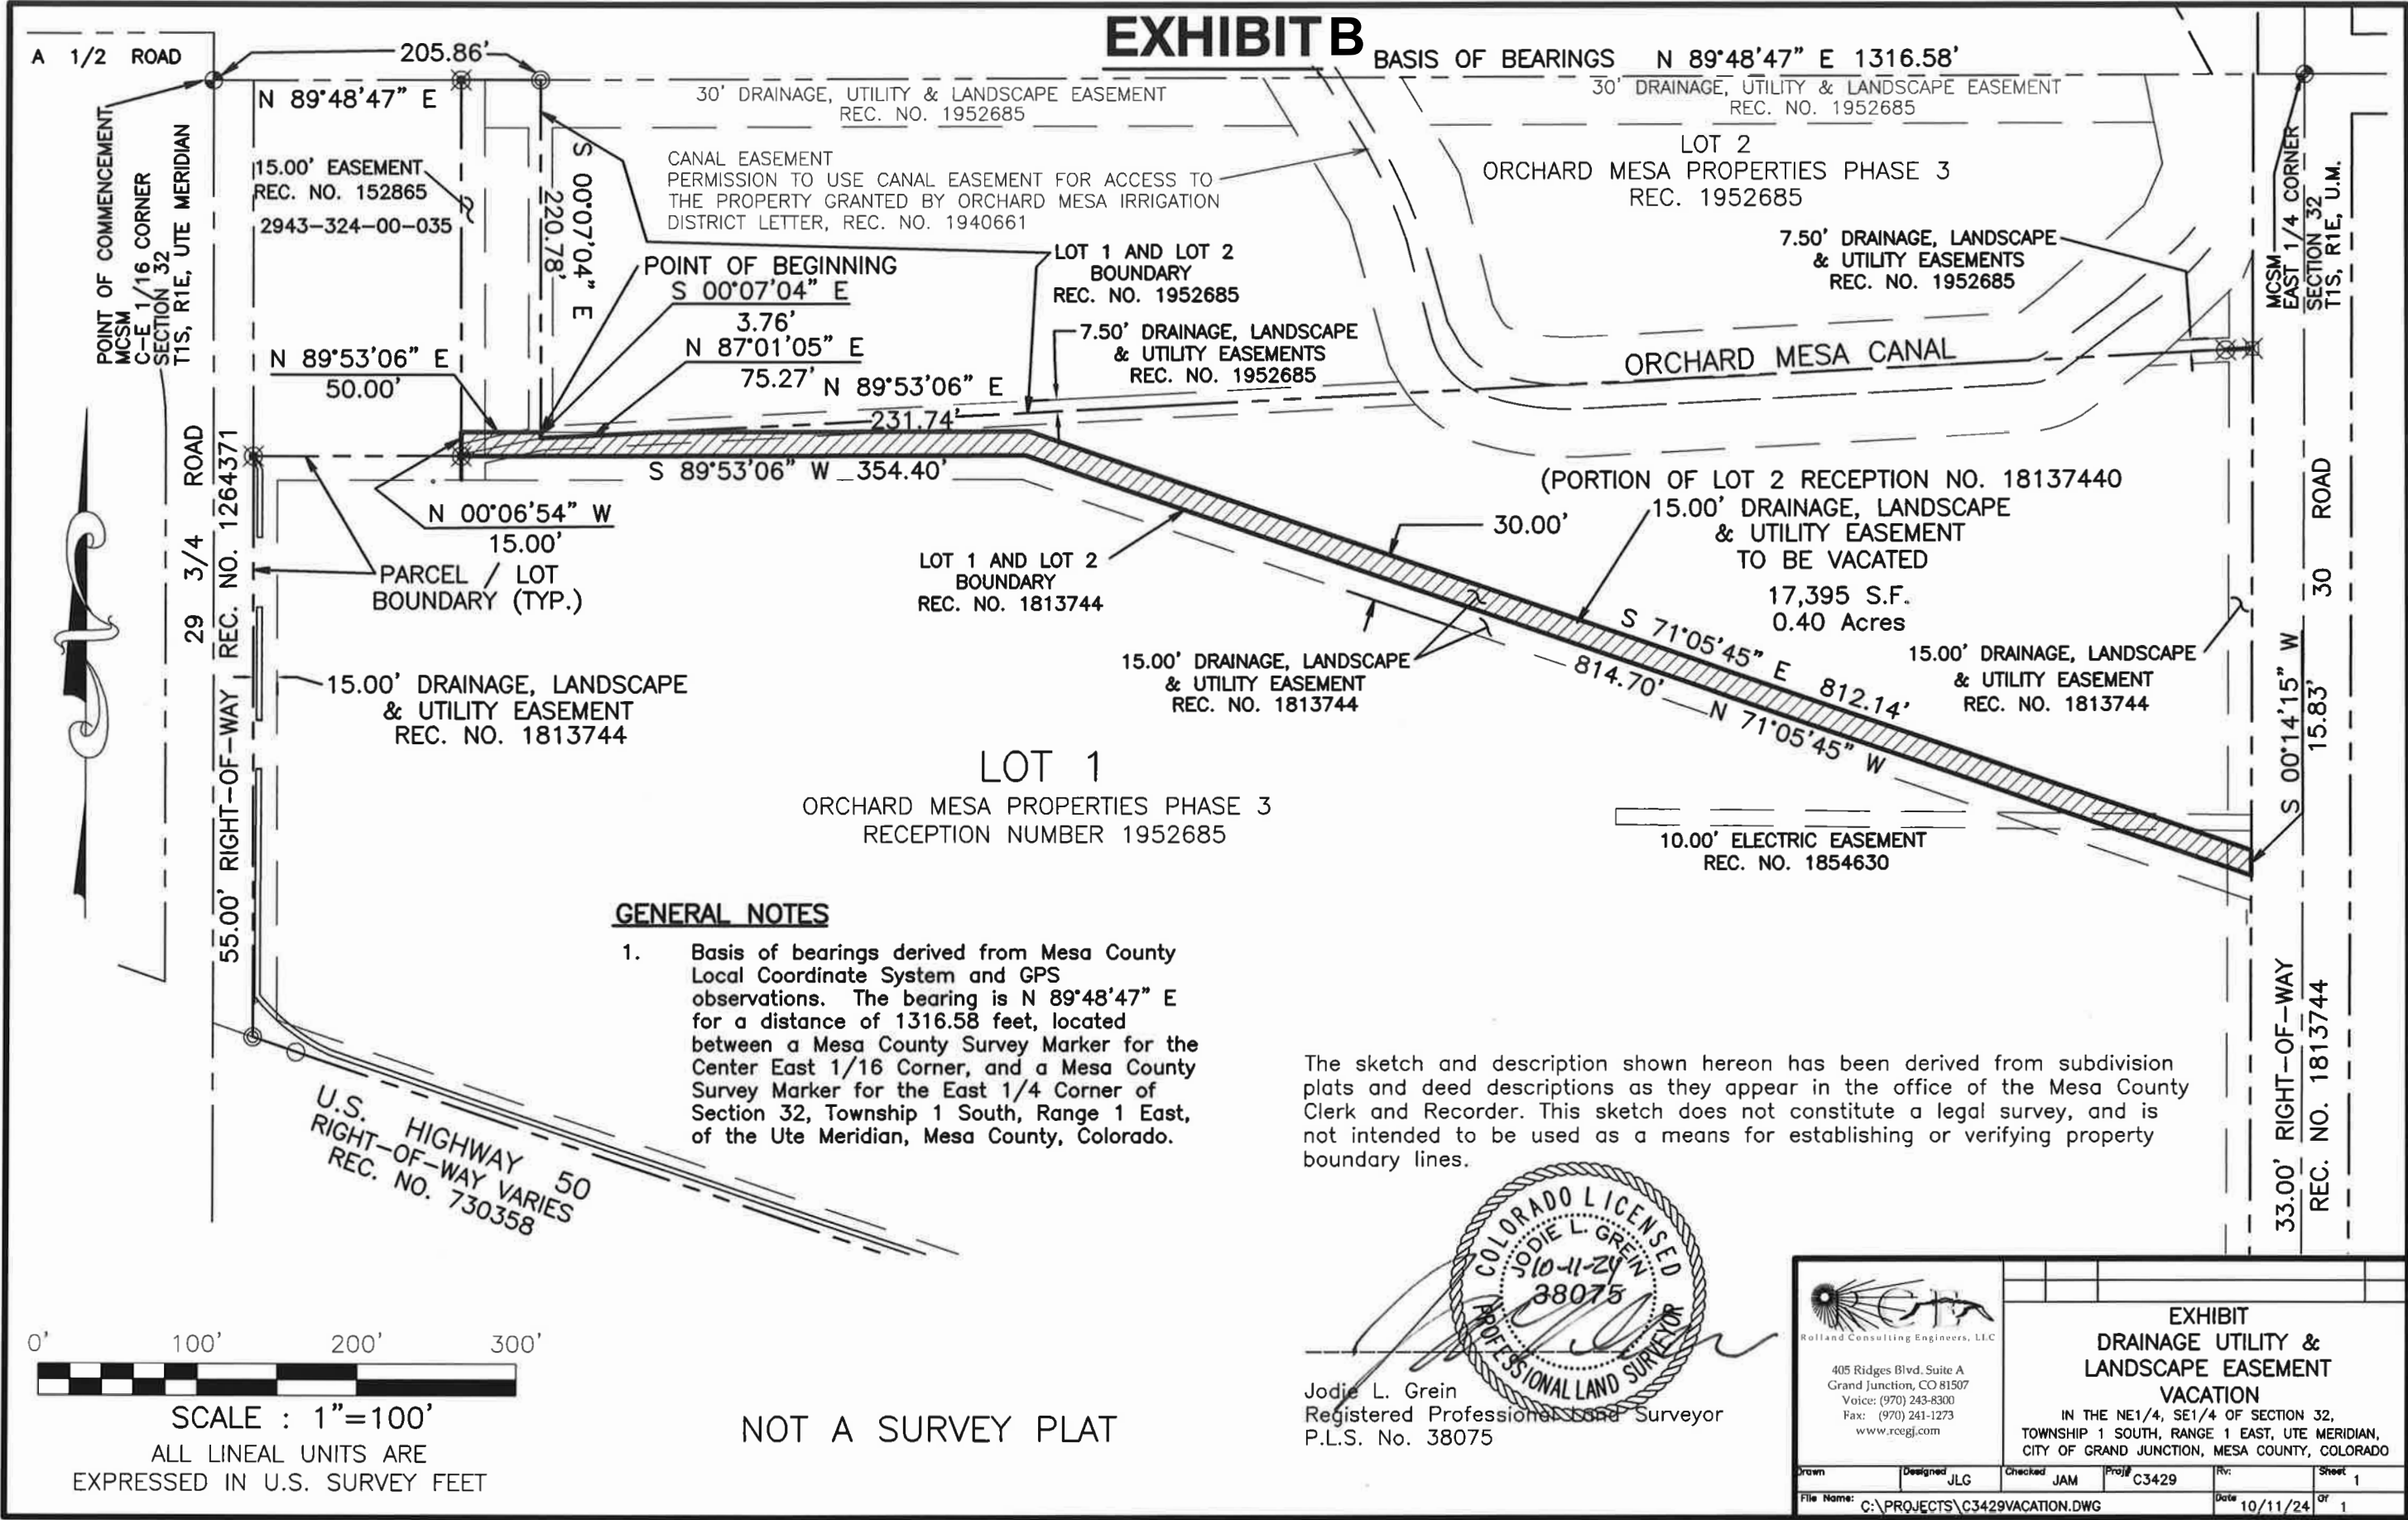 EXHIBIT B
A 1/2 ROAD
205.86'
BASIS OF BEARINGS N 89°48'47" E 1316.58'
N 89°48'47" E
30' DRAINAGE, UTILITY & LANDSCAPE EASEMENT
REC. NO. 1952685
30' DRAINAGE, UTILITY & LANDSCAPE EASEMENT
REC. NO. 1952685
POINT OF COMMENCEMENT
MCSM
C-E 1/16 CORNER
SECTION 32
T1S, R1E, UTE MERIDIAN
15.00' EASEMENT
REC. NO. 152865
2943-324-00-035
S 00°07'04" E
220.78'
CANAL EASEMENT
PERMISSION TO USE CANAL EASEMENT FOR ACCESS TO
THE PROPERTY GRANTED BY ORCHARD MESA IRRIGATION
DISTRICT LETTER, REC. NO. 1940661
LOT 2
ORCHARD MESA PROPERTIES PHASE 3
REC. 1952685
MCSM
EAST 1/4 CORNER
SECTION 32
T1S, R1E, U.M.
7.50' DRAINAGE, LANDSCAPE
& UTILITY EASEMENTS
REC. NO. 1952685
POINT OF BEGINNING
S 00°07'04" E
3.76'
N 87°01'05" E
75.27'
LOT 1 AND LOT 2
BOUNDARY
REC. NO. 1952685
7.50' DRAINAGE, LANDSCAPE
& UTILITY EASEMENTS
REC. NO. 1952685
N 89°53'06" E
50.00'
N 89°53'06" E
231.74'
ORCHARD MESA CANAL
S 89°53'06" W 354.40'
N 00°06'54" W
15.00'
PARCEL / LOT
BOUNDARY (TYP.)
29 3/4 ROAD
55.00' RIGHT-OF-WAY REC. NO. 1264371
(PORTION OF LOT 2 RECEPTION NO. 18137440
15.00' DRAINAGE, LANDSCAPE
& UTILITY EASEMENT
TO BE VACATED
17,395 S.F.
0.40 Acres
30.00'
LOT 1 AND LOT 2
BOUNDARY
REC. NO. 1813744
30 ROAD
S 71°05'45" E 812.14'
814.70' N 71°05'45" W
15.00' DRAINAGE, LANDSCAPE
& UTILITY EASEMENT
REC. NO. 1813744
15.00' DRAINAGE, LANDSCAPE
& UTILITY EASEMENT
REC. NO. 1813744
S 00°14'15" W
15.83'
15.00' DRAINAGE, LANDSCAPE
& UTILITY EASEMENT
REC. NO. 1813744
LOT 1
ORCHARD MESA PROPERTIES PHASE 3
RECEPTION NUMBER 1952685
10.00' ELECTRIC EASEMENT
REC. NO. 1854630
GENERAL NOTES
1. Basis of bearings derived from Mesa County
Local Coordinate System and GPS
observations. The bearing is N 89°48'47" E
for a distance of 1316.58 feet, located
between a Mesa County Survey Marker for the
Center East 1/16 Corner, and a Mesa County
Survey Marker for the East 1/4 Corner of
Section 32, Township 1 South, Range 1 East,
of the Ute Meridian, Mesa County, Colorado.
33.00' RIGHT-OF-WAY
REC. NO. 1813744
U.S. HIGHWAY 50
RIGHT-OF-WAY VARIES
REC. NO. 730358
The sketch and description shown hereon has been derived from subdivision
plats and deed descriptions as they appear in the office of the Mesa County
Clerk and Recorder. This sketch does not constitute a legal survey, and is
not intended to be used as a means for establishing or verifying property
boundary lines.
COLORADO LICENSED
JODIE L. GREIN
10-11-24
38075
PROFESSIONAL LAND SURVEYOR
Jodie L. Grein
Registered Professional Land Surveyor
P.L.S. No. 38075
0' 100' 200' 300'
SCALE : 1"=100'
ALL LINEAL UNITS ARE
EXPRESSED IN U.S. SURVEY FEET
NOT A SURVEY PLAT
RCE
Rolland Consulting Engineers, LLC
405 Ridges Blvd. Suite A
Grand Junction, CO 81507
Voice: (970) 243-8300
Fax: (970) 241-1273
www.rcegj.com
EXHIBIT
DRAINAGE UTILITY &
LANDSCAPE EASEMENT
VACATION
IN THE NE1/4, SE1/4 OF SECTION 32,
TOWNSHIP 1 SOUTH, RANGE 1 EAST, UTE MERIDIAN,
CITY OF GRAND JUNCTION, MESA COUNTY, COLORADO
Drawn Designed JLG Checked JAM Proj# C3429 Rv: Sheet 1
File Name: C:\PROJECTS\C3429VACATION.DWG Date 10/11/24 Of 1